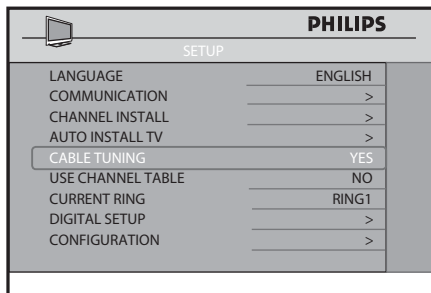 PHILIPS
SETUP
LANGUAGE ENGLISH
COMMUNICATION >
CHANNEL INSTALL >
AUTO INSTALL TV >
CABLE TUNING YES
USE CHANNEL TABLE NO
CURRENT RING RING1
DIGITAL SETUP >
CONFIGURATION >